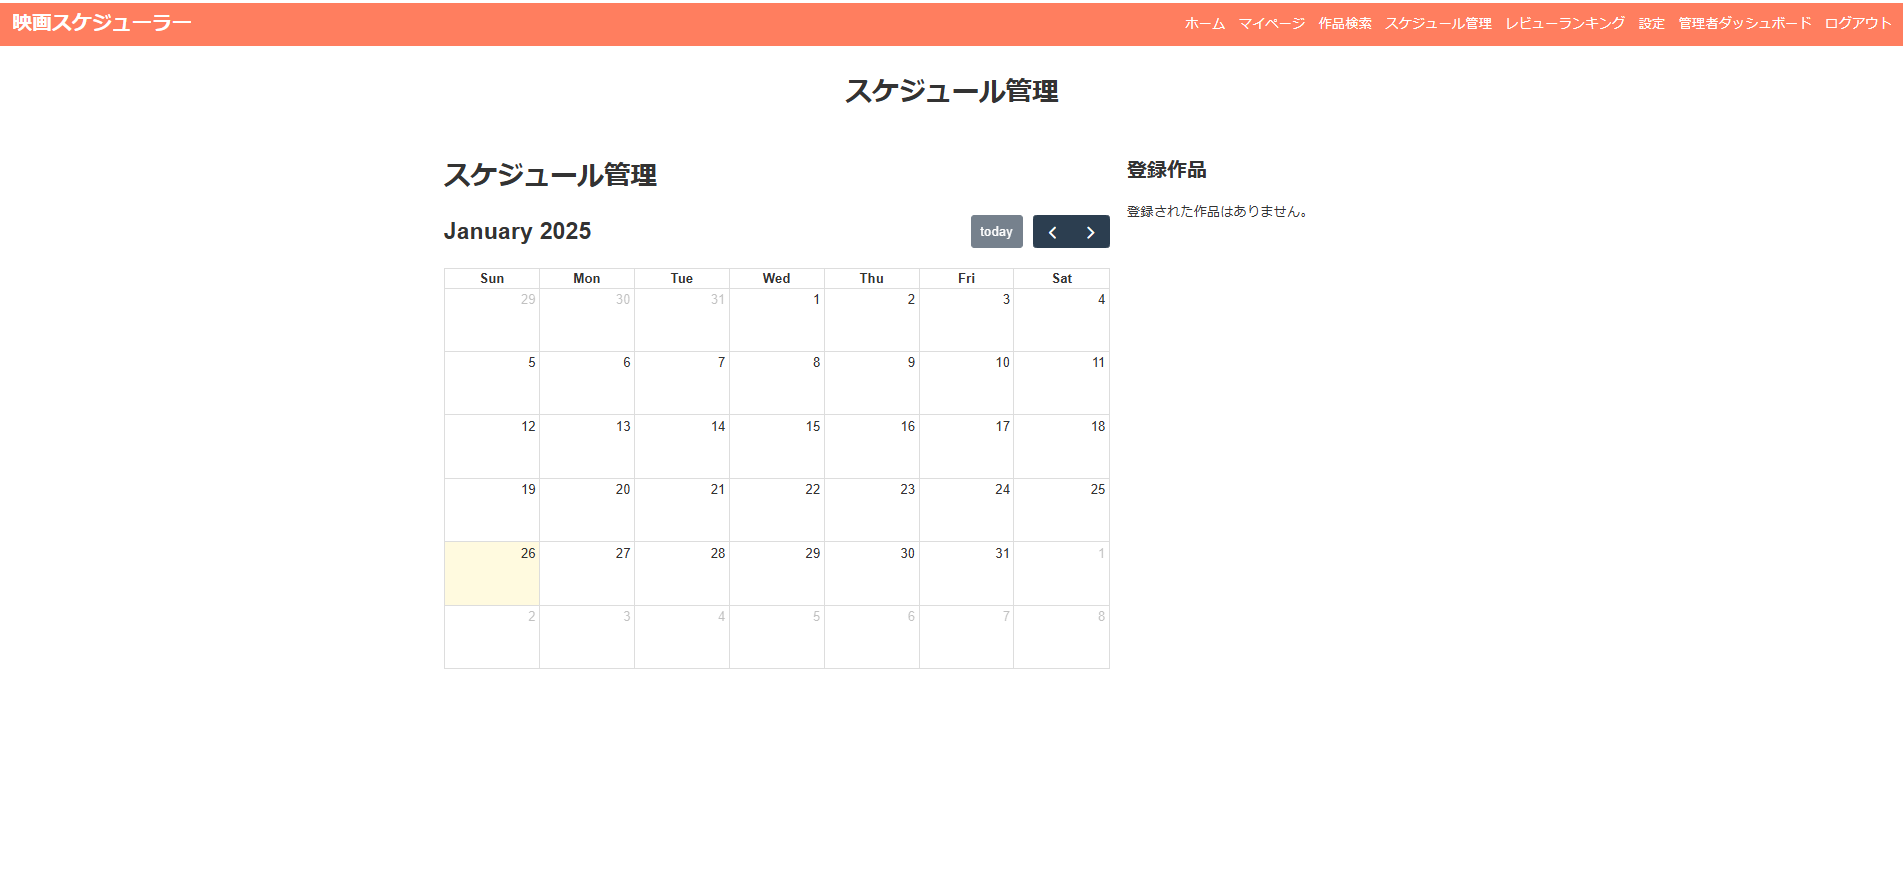 映画スケジューラー
ホーム マイページ 作品検索 スケジュール管理 レビューランキング 設定 管理者ダッシュボード ログアウト
スケジュール管理
スケジュール管理
January 2025
today
Sun Mon Tue Wed Thu Fri Sat
29 30 31 1 2 3 4
5 6 7 8 9 10 11
12 13 14 15 16 17 18
19 20 21 22 23 24 25
26 27 28 29 30 31 1
2 3 4 5 6 7 8
登録作品
登録された作品はありません。